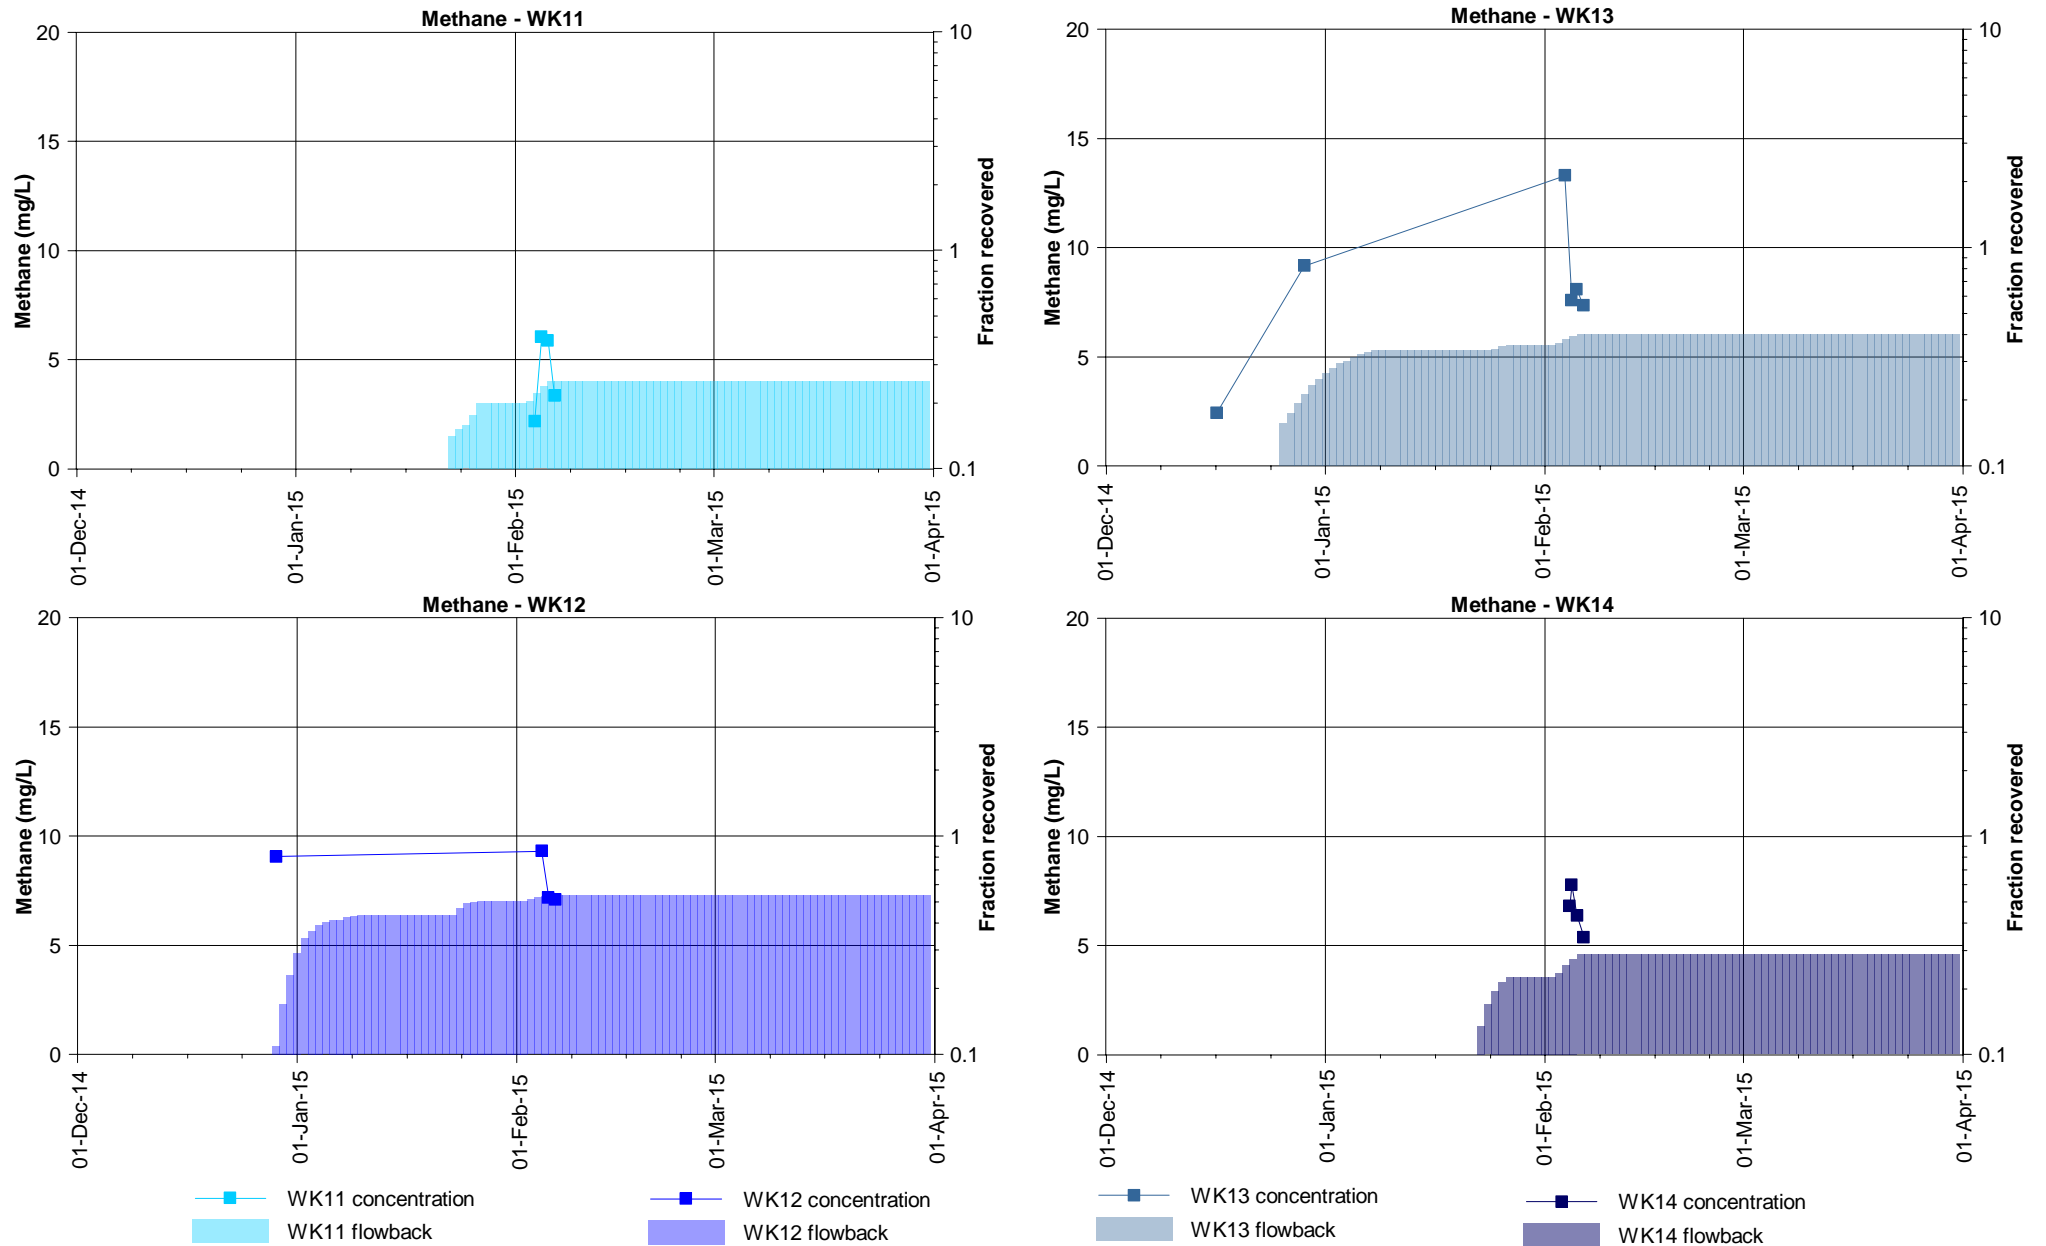 Methane - WK11
20
15
10
5
0
Methane (mg/L)
10
1
0.1
Fraction recovered
01-Dec-14
01-Jan-15
01-Feb-15
01-Mar-15
01-Apr-15
Methane - WK13
20
15
10
5
0
Methane (mg/L)
10
1
0.1
Fraction recovered
01-Dec-14
01-Jan-15
01-Feb-15
01-Mar-15
01-Apr-15
Methane - WK12
20
15
10
5
0
Methane (mg/L)
10
1
0.1
Fraction recovered
01-Dec-14
01-Jan-15
01-Feb-15
01-Mar-15
01-Apr-15
Methane - WK14
20
15
10
5
0
Methane (mg/L)
10
1
0.1
Fraction recovered
01-Dec-14
01-Jan-15
01-Feb-15
01-Mar-15
01-Apr-15
WK11 concentration
WK11 flowback
WK12 concentration
WK12 flowback
WK13 concentration
WK13 flowback
WK14 concentration
WK14 flowback